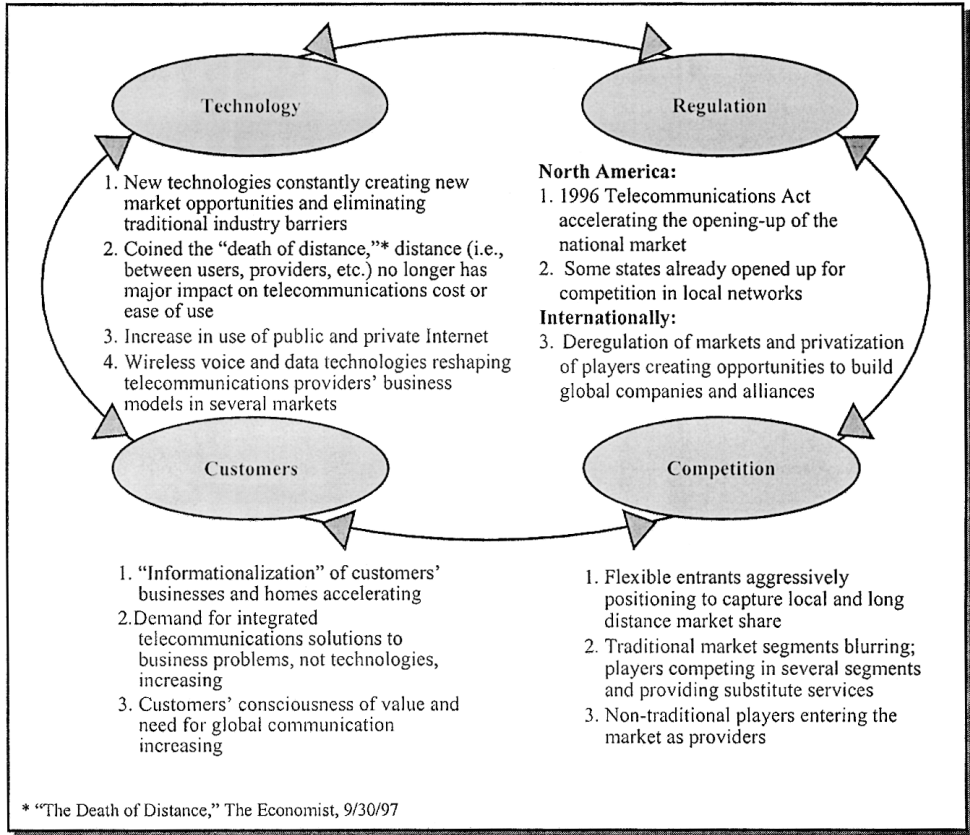 Technology
1. New technologies constantly creating new
market opportunities and eliminating
traditional industry barriers
2. Coined the “death of distance,”* distance (i.e.,
between users, providers, etc.) no longer has
major impact on telecommunications cost or
ease of use
3. Increase in use of public and private Internet
4. Wireless voice and data technologies reshaping
telecommunications providers’ business
models in several markets
Regulation
North America:
1. 1996 Telecommunications Act
accelerating the opening-up of the
national market
2. Some states already opened up for
competition in local networks
Internationally:
3. Deregulation of markets and privatization
of players creating opportunities to build
global companies and alliances
Customers
1. “Informationalization” of customers’
businesses and homes accelerating
2.Demand for integrated
telecommunications solutions to
business problems, not technologies,
increasing
3. Customers’ consciousness of value and
need for global communication
increasing
Competition
1. Flexible entrants aggressively
positioning to capture local and long
distance market share
2. Traditional market segments blurring;
players competing in several segments
and providing substitute services
3. Non-traditional players entering the
market as providers
* “The Death of Distance,” The Economist, 9/30/97